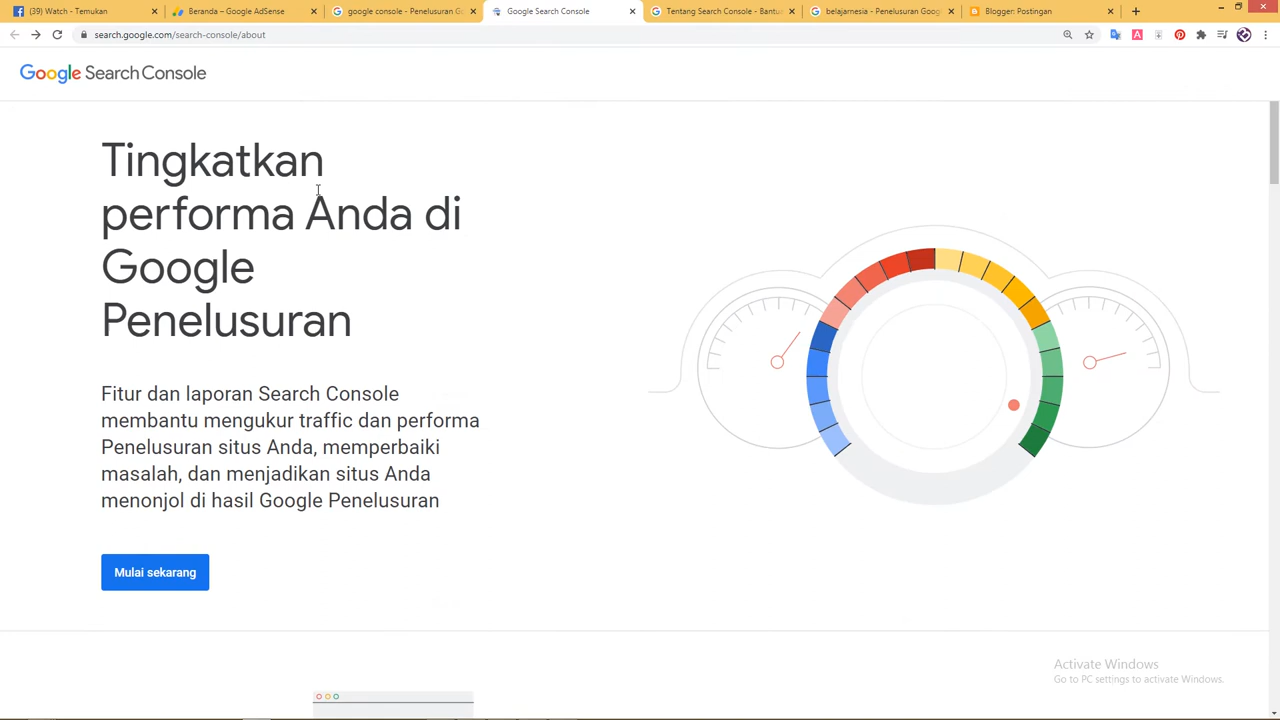 (39) Watch - Temukan
Beranda – Google AdSense
google console - Penelusuran Go
Google Search Console
Tentang Search Console - Bantu
belajarnesia - Penelusuran Goog
Blogger: Postingan
search.google.com/search-console/about
Google Search Console
Tingkatkan
performa Anda di
Google
Penelusuran
Fitur dan laporan Search Console
membantu mengukur traffic dan performa
Penelusuran situs Anda, memperbaiki
masalah, dan menjadikan situs Anda
menonjol di hasil Google Penelusuran
Mulai sekarang
Activate Windows
Go to PC settings to activate Windows.